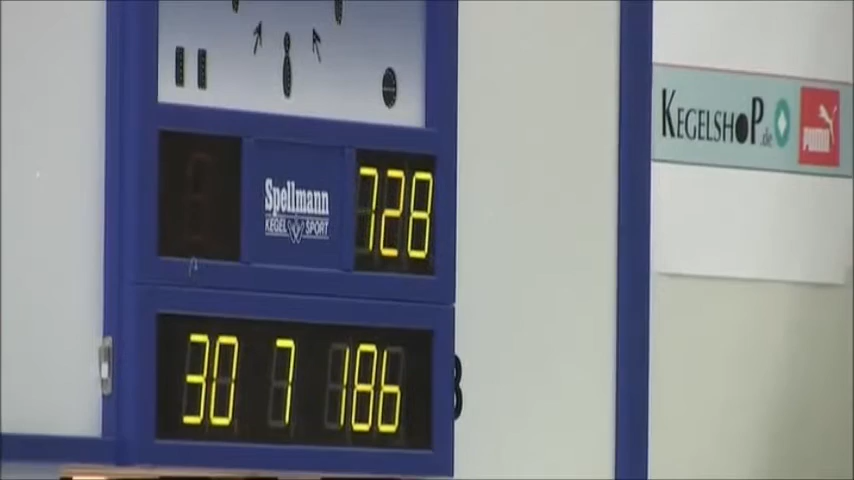 KEGELSHOP.de PUMA
Spellmann
KEGEL SPORT
728
30 7 186